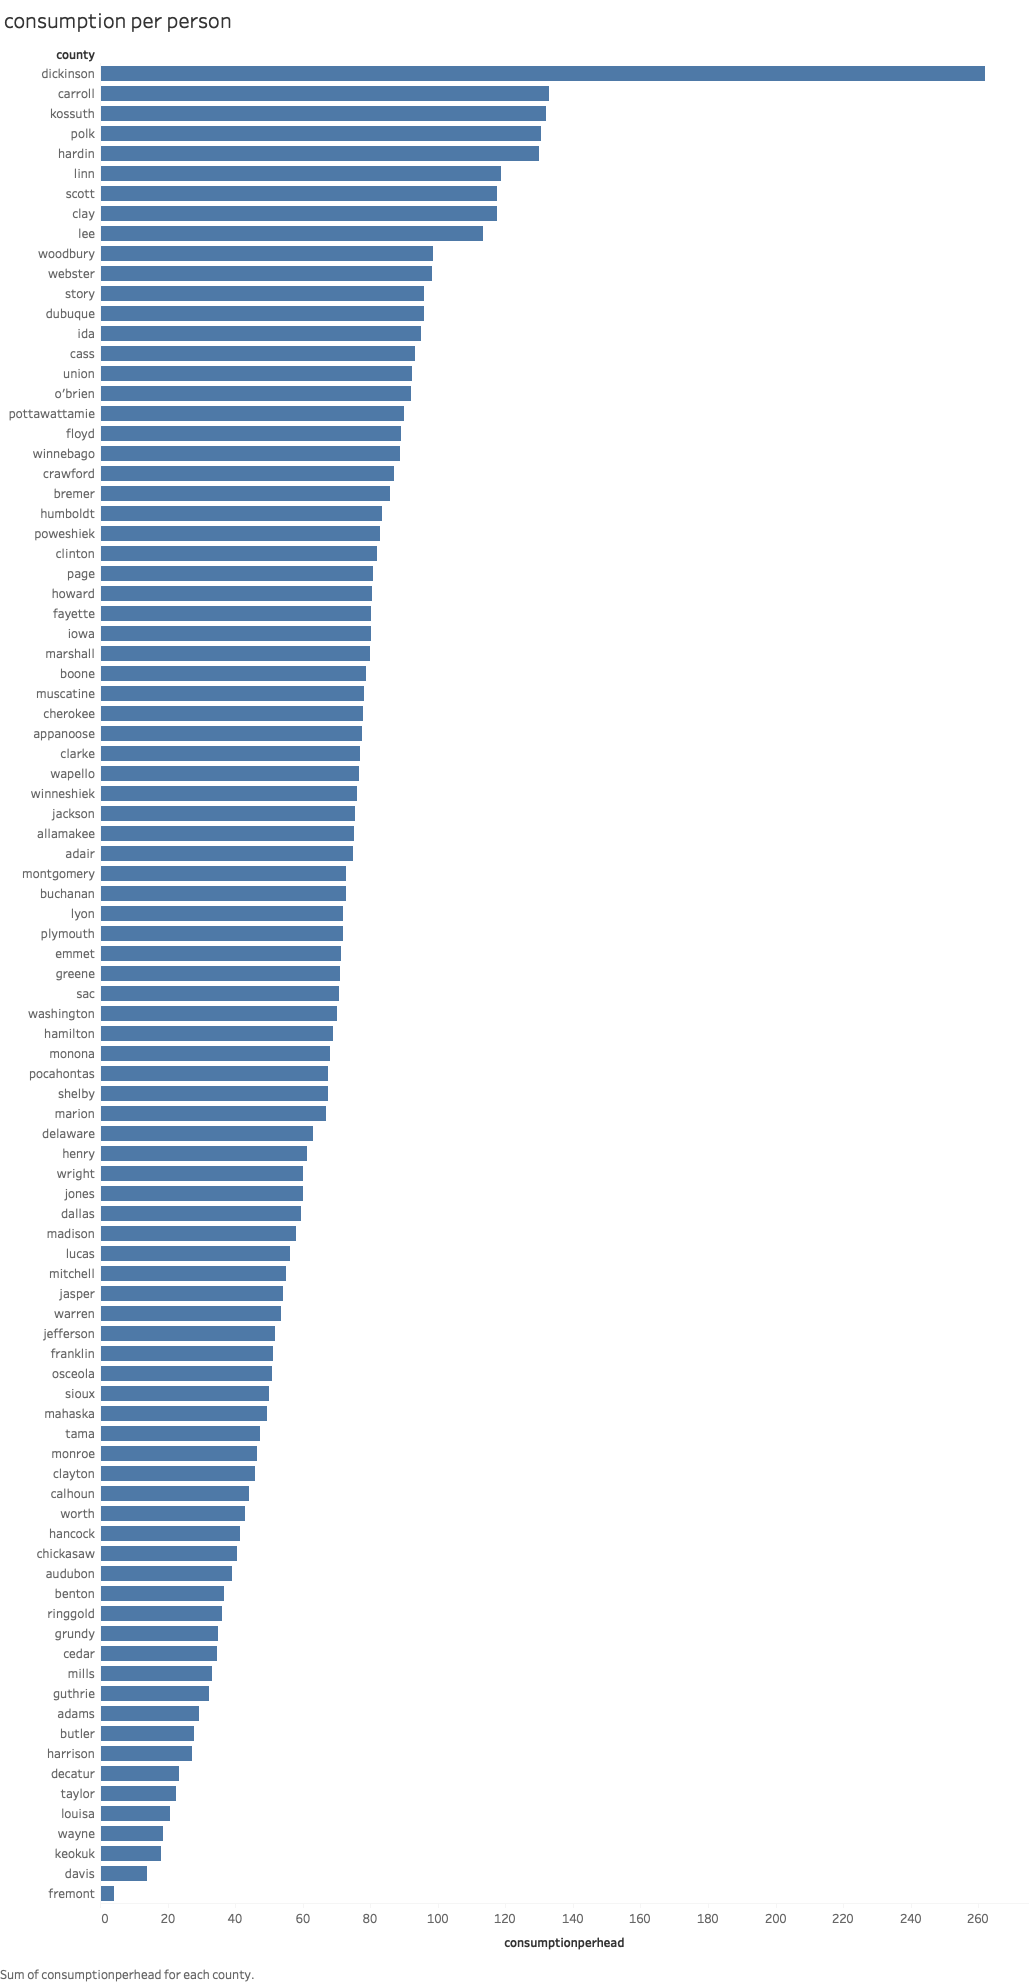 consumption per person
county
dickinson
carroll
kossuth
polk
hardin
linn
scott
clay
lee
woodbury
webster
story
dubuque
ida
cass
union
o'brien
pottawattamie
floyd
winnebago
crawford
bremer
humboldt
poweshiek
clinton
page
howard
fayette
iowa
marshall
boone
muscatine
cherokee
appanoose
clarke
wapello
winneshiek
jackson
allamakee
adair
montgomery
buchanan
lyon
plymouth
emmet
greene
sac
washington
hamilton
monona
pocahontas
shelby
marion
delaware
henry
wright
jones
dallas
madison
lucas
mitchell
jasper
warren
jefferson
franklin
osceola
sioux
mahaska
tama
monroe
clayton
calhoun
worth
hancock
chickasaw
audubon
benton
ringgold
grundy
cedar
mills
guthrie
adams
butler
harrison
decatur
taylor
louisa
wayne
keokuk
davis
fremont
0 20 40 60 80 100 120 140 160 180 200 220 240 260
consumptionperhead
Sum of consumptionperhead for each county.